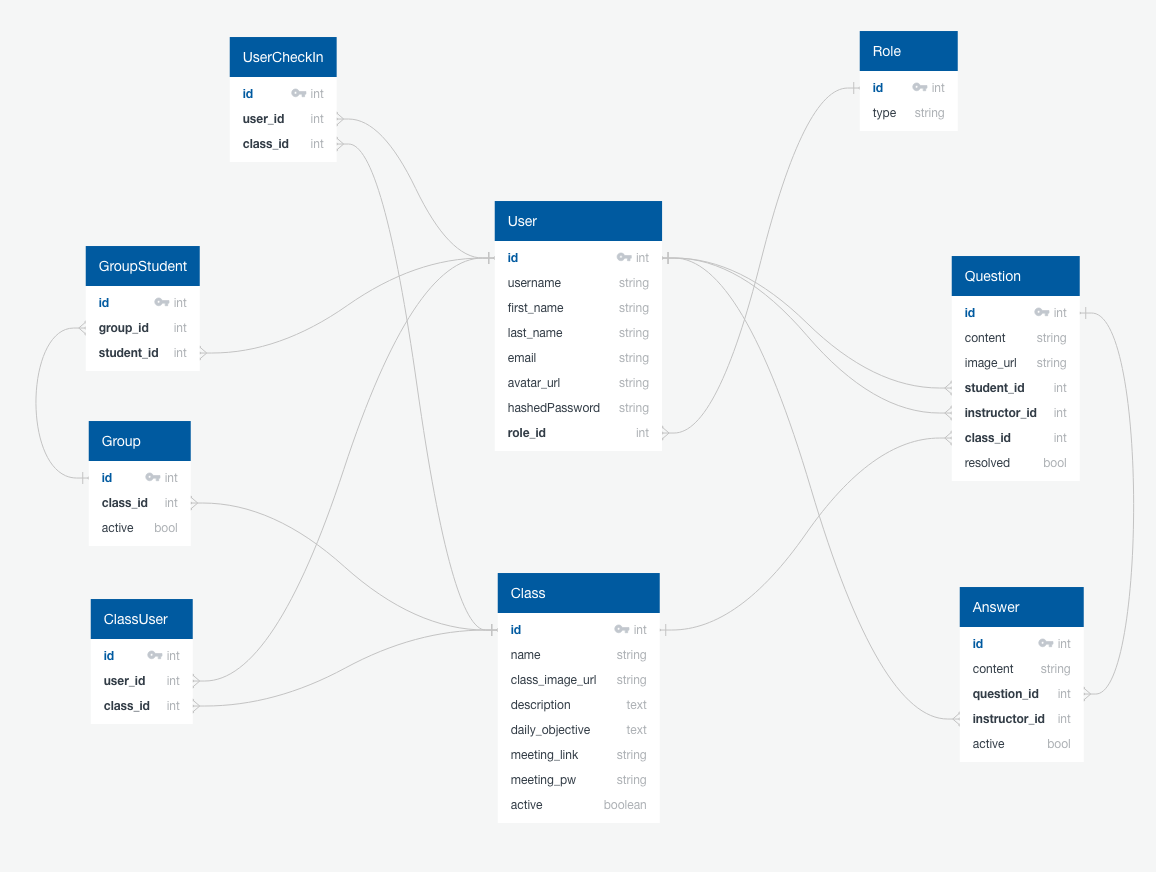 UserCheckIn
id int
user_id int
class_id int
Role
id int
type string
User
id int
username string
first_name string
last_name string
email string
avatar_url string
hashedPassword string
role_id int
GroupStudent
id int
group_id int
student_id int
Question
id int
content string
image_url string
student_id int
instructor_id int
class_id int
resolved bool
Group
id int
class_id int
active bool
Class
id int
name string
class_image_url string
description text
daily_objective text
meeting_link string
meeting_pw string
active boolean
ClassUser
id int
user_id int
class_id int
Answer
id int
content string
question_id int
instructor_id int
active bool